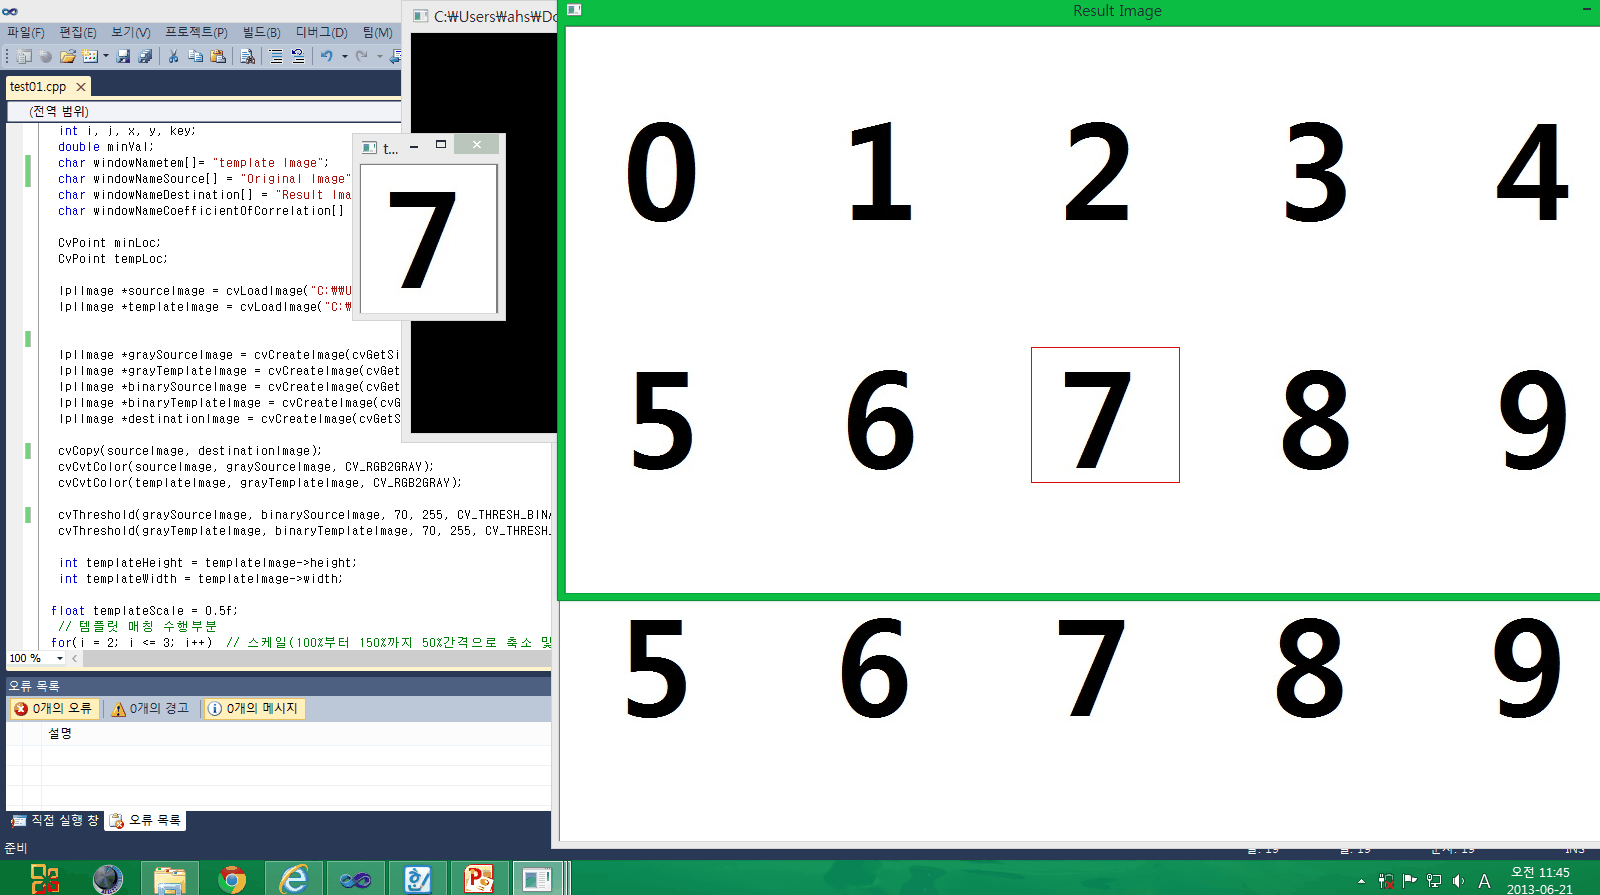 C:\Users\ahs\Do
Result Image
파일(F) 편집(E) 보기(V) 프로젝트(P) 빌드(B) 디버그(D) 팀(M)
test01.cpp
(전역 범위)
int i, j, x, y, key;
double minVal;
char windowNametem[]= "template Image";
char windowNameSource[] = "Original Image"
char windowNameDestination[] = "Result Ima
char windowNameCoefficientOfCorrelation[]
CvPoint minLoc;
CvPoint tempLoc;
IplImage *sourceImage = cvLoadImage("C:\\U
IplImage *templateImage = cvLoadImage("C:\
IplImage *graySourceImage = cvCreateImage(cvGetSi
IplImage *grayTemplateImage = cvCreateImage(cvGet
IplImage *binarySourceImage = cvCreateImage(cvGet
IplImage *binaryTemplateImage = cvCreateImage(cvG
IplImage *destinationImage = cvCreateImage(cvGetS
cvCopy(sourceImage, destinationImage);
cvCvtColor(sourceImage, graySourceImage, CV_RGB2GRAY);
cvCvtColor(templateImage, grayTemplateImage, CV_RGB2GRAY);
cvThreshold(graySourceImage, binarySourceImage, 70, 255, CV_THRESH_BINA
cvThreshold(grayTemplateImage, binaryTemplateImage, 70, 255, CV_THRESH_
int templateHeight = templateImage->height;
int templateWidth = templateImage->width;
float templateScale = 0.5f;
// 템플릿 매칭 수행부분
for(i = 2; i <= 3; i++) // 스케일(100%부터 150%까지 50%간격으로 축소 및
100 %
t...
7
0 1 2 3 4
5 6 7 8 9
5 6 7 8 9
오류 목록
0개의 오류 0개의 경고 0개의 메시지
설명
직접 실행 창 오류 목록
준비
A
오전 11:45
2013-06-21